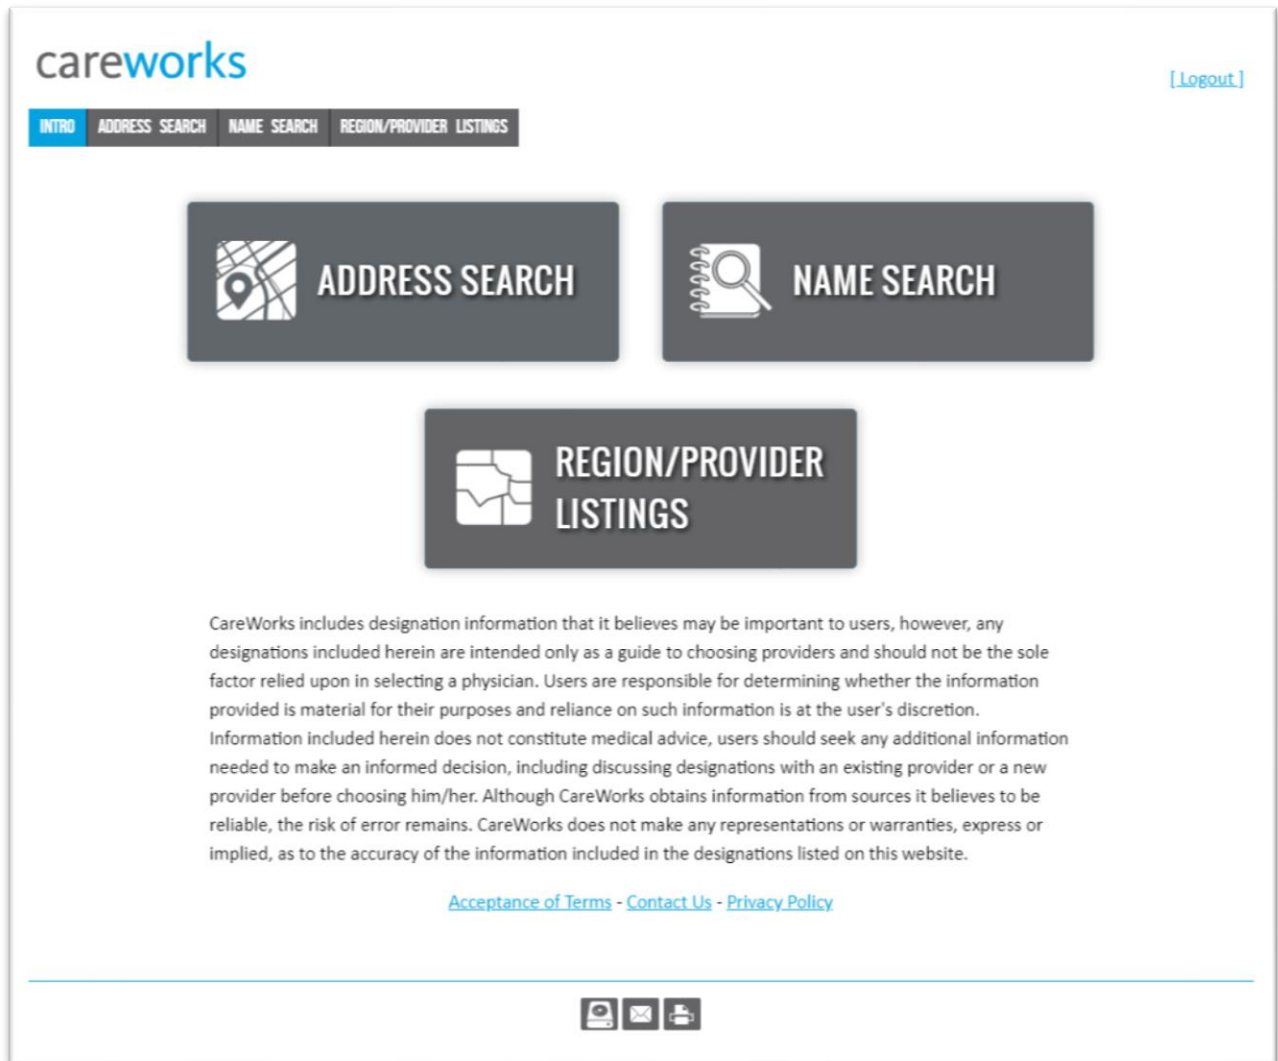 careworks
[ Logout ]
INTRO ADDRESS SEARCH NAME SEARCH REGION/PROVIDER LISTINGS
ADDRESS SEARCH
NAME SEARCH
REGION/PROVIDER
LISTINGS
CareWorks includes designation information that it believes may be important to users, however, any
designations included herein are intended only as a guide to choosing providers and should not be the sole
factor relied upon in selecting a physician. Users are responsible for determining whether the information
provided is material for their purposes and reliance on such information is at the user's discretion.
Information included herein does not constitute medical advice, users should seek any additional information
needed to make an informed decision, including discussing designations with an existing provider or a new
provider before choosing him/her. Although CareWorks obtains information from sources it believes to be
reliable, the risk of error remains. CareWorks does not make any representations or warranties, express or
implied, as to the accuracy of the information included in the designations listed on this website.
Acceptance of Terms - Contact Us - Privacy Policy